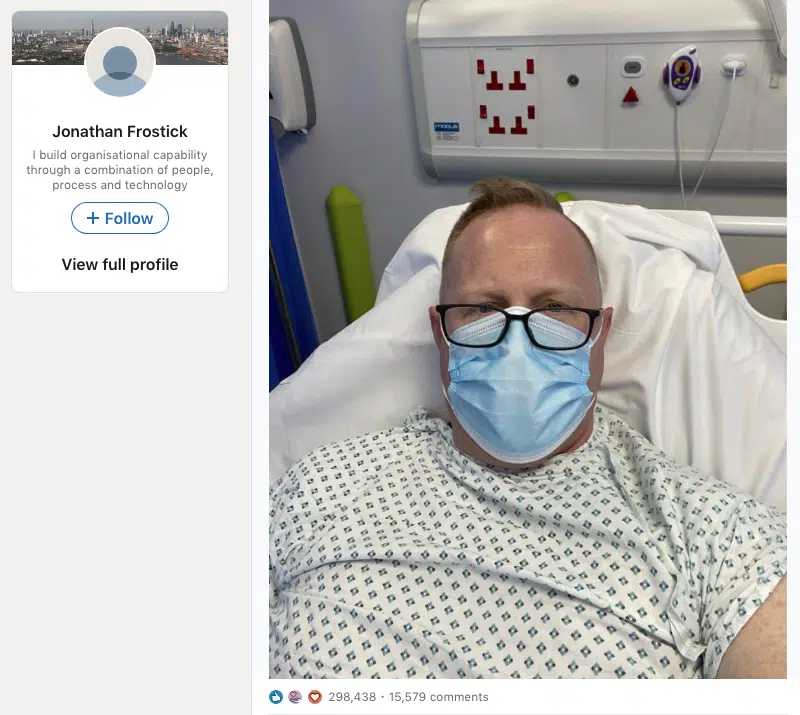 Jonathan Frostick
I build organisational capability
through a combination of people,
process and technology
+ Follow
View full profile
298,438 · 15,579 comments